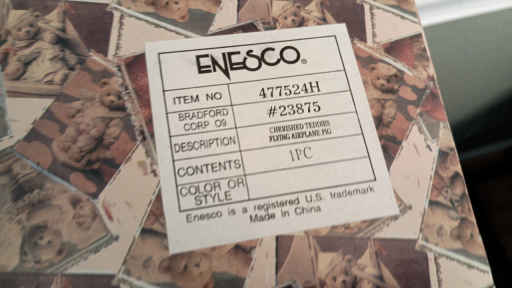 ENESCO®
ITEM NO 477524H
BRADFORD CORP 09 #23875
DESCRIPTION CHERISHED TEDDIES FLYING AIRPLANE PIG
CONTENTS 1PC
COLOR OR STYLE
Enesco is a registered U.S. trademark
Made in China